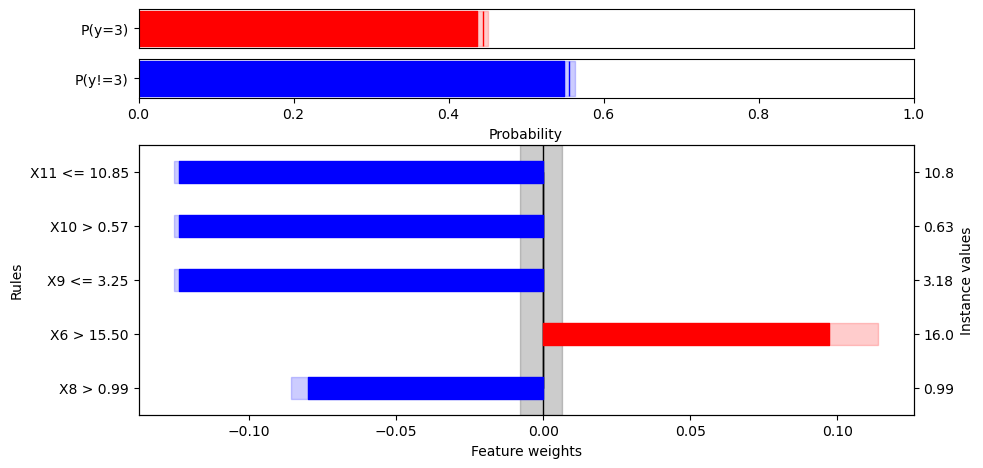 P(y=3)
P(y!=3)
0.0 0.2 0.4 0.6 0.8 1.0
Probability
X11 <= 10.85 10.8
X10 > 0.57 0.63
X9 <= 3.25 3.18
X6 > 15.50 16.0
X8 > 0.99 0.99
Rules
Instance values
−0.10 −0.05 0.00 0.05 0.10
Feature weights